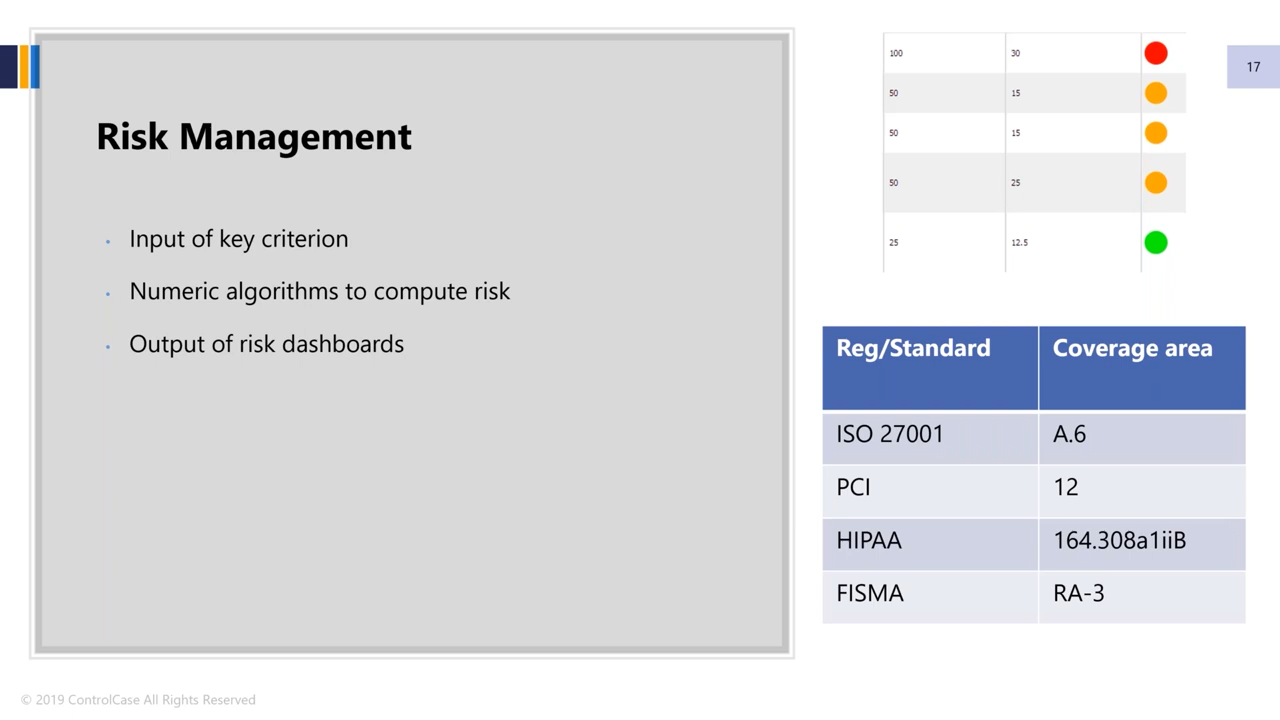 Risk Management
• Input of key criterion
• Numeric algorithms to compute risk
• Output of risk dashboards
100 30
50 15
50 15
50 25
25 12.5
17
Reg/Standard Coverage area
ISO 27001 A.6
PCI 12
HIPAA 164.308a1iiB
FISMA RA-3
© 2019 ControlCase All Rights Reserved